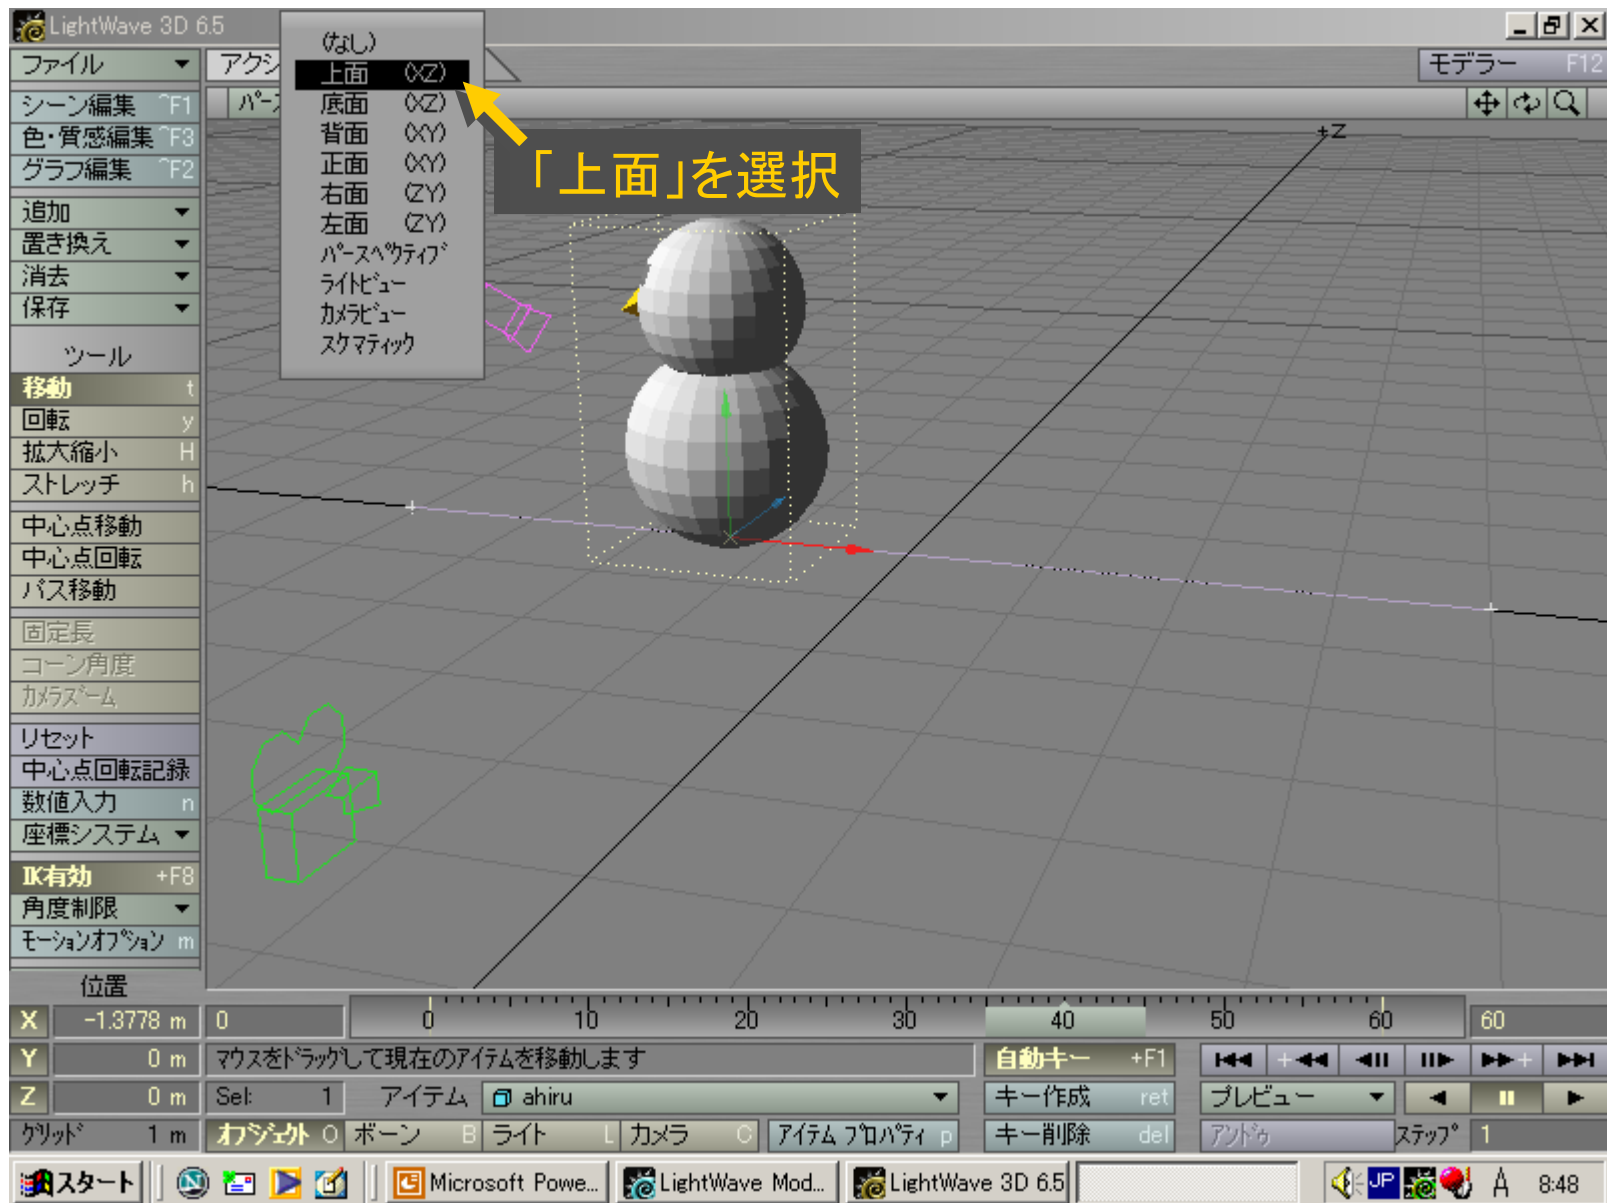 LightWave 3D 6.5
ファイル
アクシ
モデラー F12
シーン編集 ^F1
色・質感編集 ^F3
グラフ編集 ^F2
追加
置き換え
消去
保存
ツール
移動 t
回転 y
拡大縮小 H
ストレッチ h
中心点移動
中心点回転
パス移動
固定長
コーン角度
カメラズーム
リセット
中心点回転記録
数値入力 n
座標システム
IK有効 +F8
角度制限
モーションオプション m
パース
(なし)
上面 (XZ)
底面 (XZ)
背面 (XY)
正面 (XY)
右面 (ZY)
左面 (ZY)
パースペクティブ
ライトビュー
カメラビュー
スケマティック
「上面」を選択
+Z
位置
X -1.3778 m
Y 0 m
Z 0 m
グリッド 1 m
0
0 10 20 30 40 50 60
60
マウスをドラッグして現在のアイテムを移動します
自動キー +F1
Sel: 1 アイテム ahiru
キー作成 ret
プレビュー
オブジェクト O ボーン B ライト L カメラ C アイテム プロパティ p
キー削除 del
アンドゥ
ステップ 1
スタート
Microsoft Powe...
LightWave Mod...
LightWave 3D 6.5
JP
A
8:48